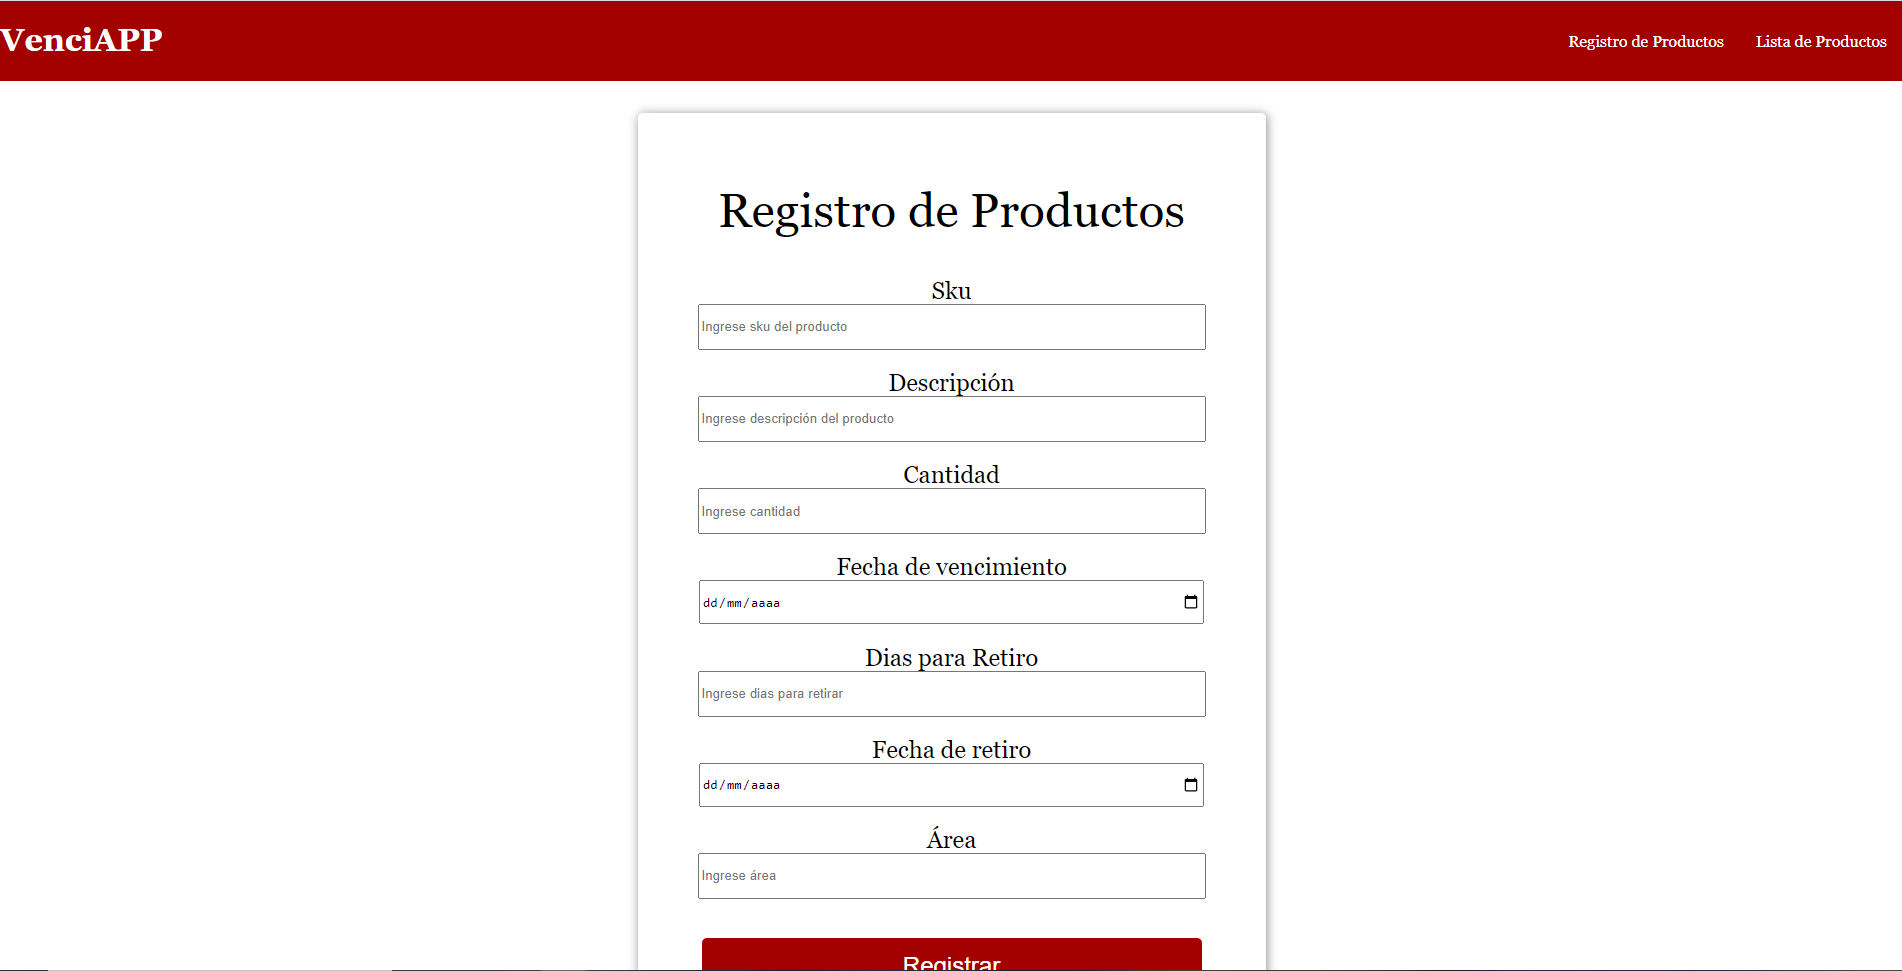 VenciAPP
Registro de Productos Lista de Productos
Registro de Productos
Sku
Ingrese sku del producto
Descripción
Ingrese descripción del producto
Cantidad
Ingrese cantidad
Fecha de vencimiento
dd/mm/aaaa
Dias para Retiro
Ingrese dias para retirar
Fecha de retiro
dd/mm/aaaa
Área
Ingrese área
Registrar